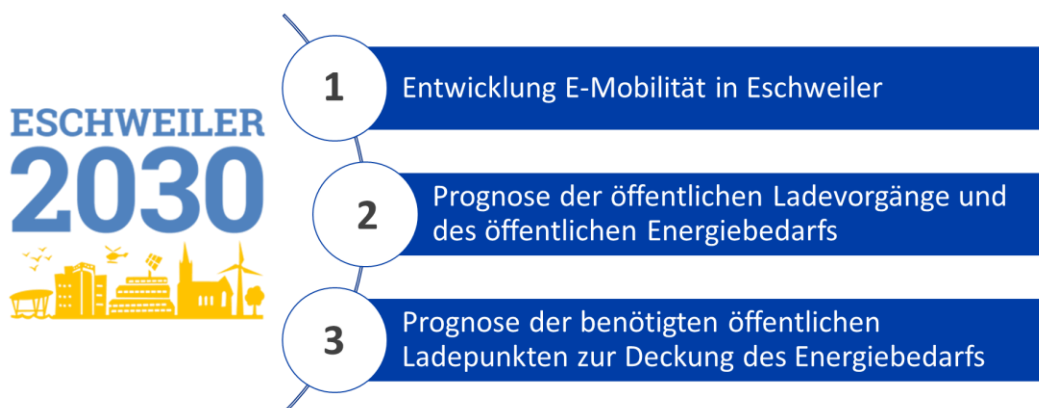 ESCHWEILER
2030
1
Entwicklung E-Mobilität in Eschweiler
2
Prognose der öffentlichen Ladevorgänge und
des öffentlichen Energiebedarfs
3
Prognose der benötigten öffentlichen
Ladepunkten zur Deckung des Energiebedarfs